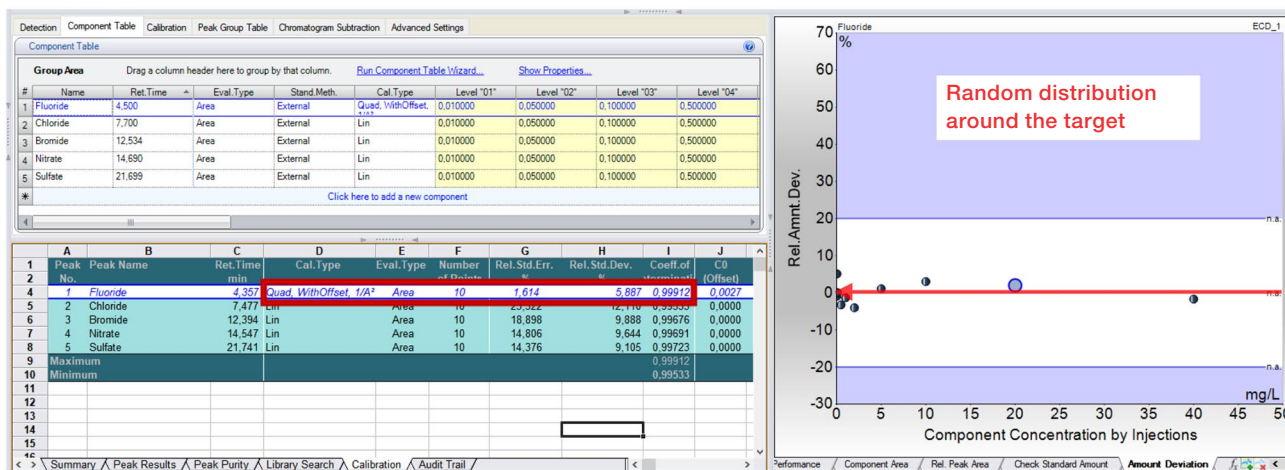 Detection Component Table Calibration Peak Group Table Chromatogram Subtraction Advanced Settings
Component Table
Group Area Drag a column header here to group by that column. Run Component Table Wizard... Show Properties...
# Name Ret.Time Eval.Type Stand.Meth. Cal.Type Level "01" Level "02" Level "03" Level "04"
1 Fluoride 4,500 Area External Quad, WithOffset, 1/A² 0,010000 0,050000 0,100000 0,500000
2 Chloride 7,700 Area External Lin 0,010000 0,050000 0,100000 0,500000
3 Bromide 12,534 Area External Lin 0,010000 0,050000 0,100000 0,500000
4 Nitrate 14,690 Area External Lin 0,010000 0,050000 0,100000 0,500000
5 Sulfate 21,699 Area External Lin 0,010000 0,050000 0,100000 0,500000
Click here to add a new component
A B C D E F G H I J
1 Peak Peak Name Ret.Time Cal.Type Eval.Type Number Rel.Std.Err. Rel.Std.Dev. Coeff.of C0
2 No. min of Points % % (Offset)
4 1 Fluoride 4,357 Quad, WithOffset, 1/A² Area 10 1,614 5,887 0,99912 0,0027
5 2 Chloride 7,477 Lin Area 10 0,0000
6 3 Bromide 12,394 Lin Area 10 18,898 9,888 0,99676 0,0000
7 4 Nitrate 14,547 Lin Area 10 14,806 9,644 0,99691 0,0000
8 5 Sulfate 21,741 Lin Area 10 14,376 9,105 0,99723 0,0000
9 Maximum 0,99912
10 Minimum 0,99533
11
12
13
14
15
16
Summary Peak Results Peak Purity Library Search Calibration Audit Trail
Fluoride ECD_1
%
Random distribution
around the target
70
60
50
40
30
20
10
0
-10
-20
-30
n.a.
n.a.
Rel.Amnt.Dev.
mg/L
0 5 10 15 20 25 30 35 40 45 50
Component Concentration by Injections
Performance Component Area Rel. Peak Area Check Standard Amount Amount Deviation